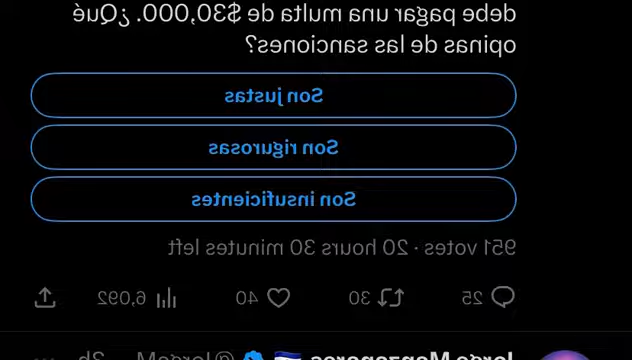 debe pagar una multa de $30,000. ¿Qué
opinas de las sanciones?
Son justas
Son rigurosas
Son insuficientes
951 votes · 20 hours 30 minutes left
25 30 40 6,092